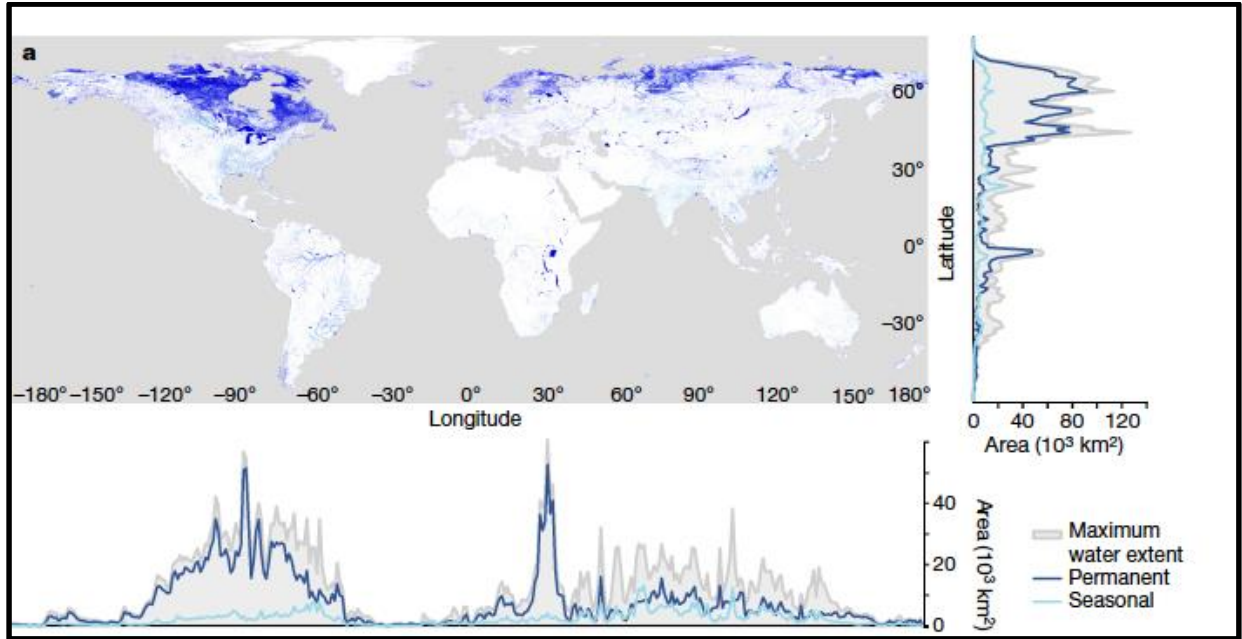 a
60°
30°
0°
−30°
Latitude
−180° −150° −120° −90° −60° −30° 0° 30° 60° 90° 120° 150° 180°
Longitude
0 40 80 120
Area (10³ km²)
40
20
0
Area (10³ km²)
Maximum
water extent
Permanent
Seasonal